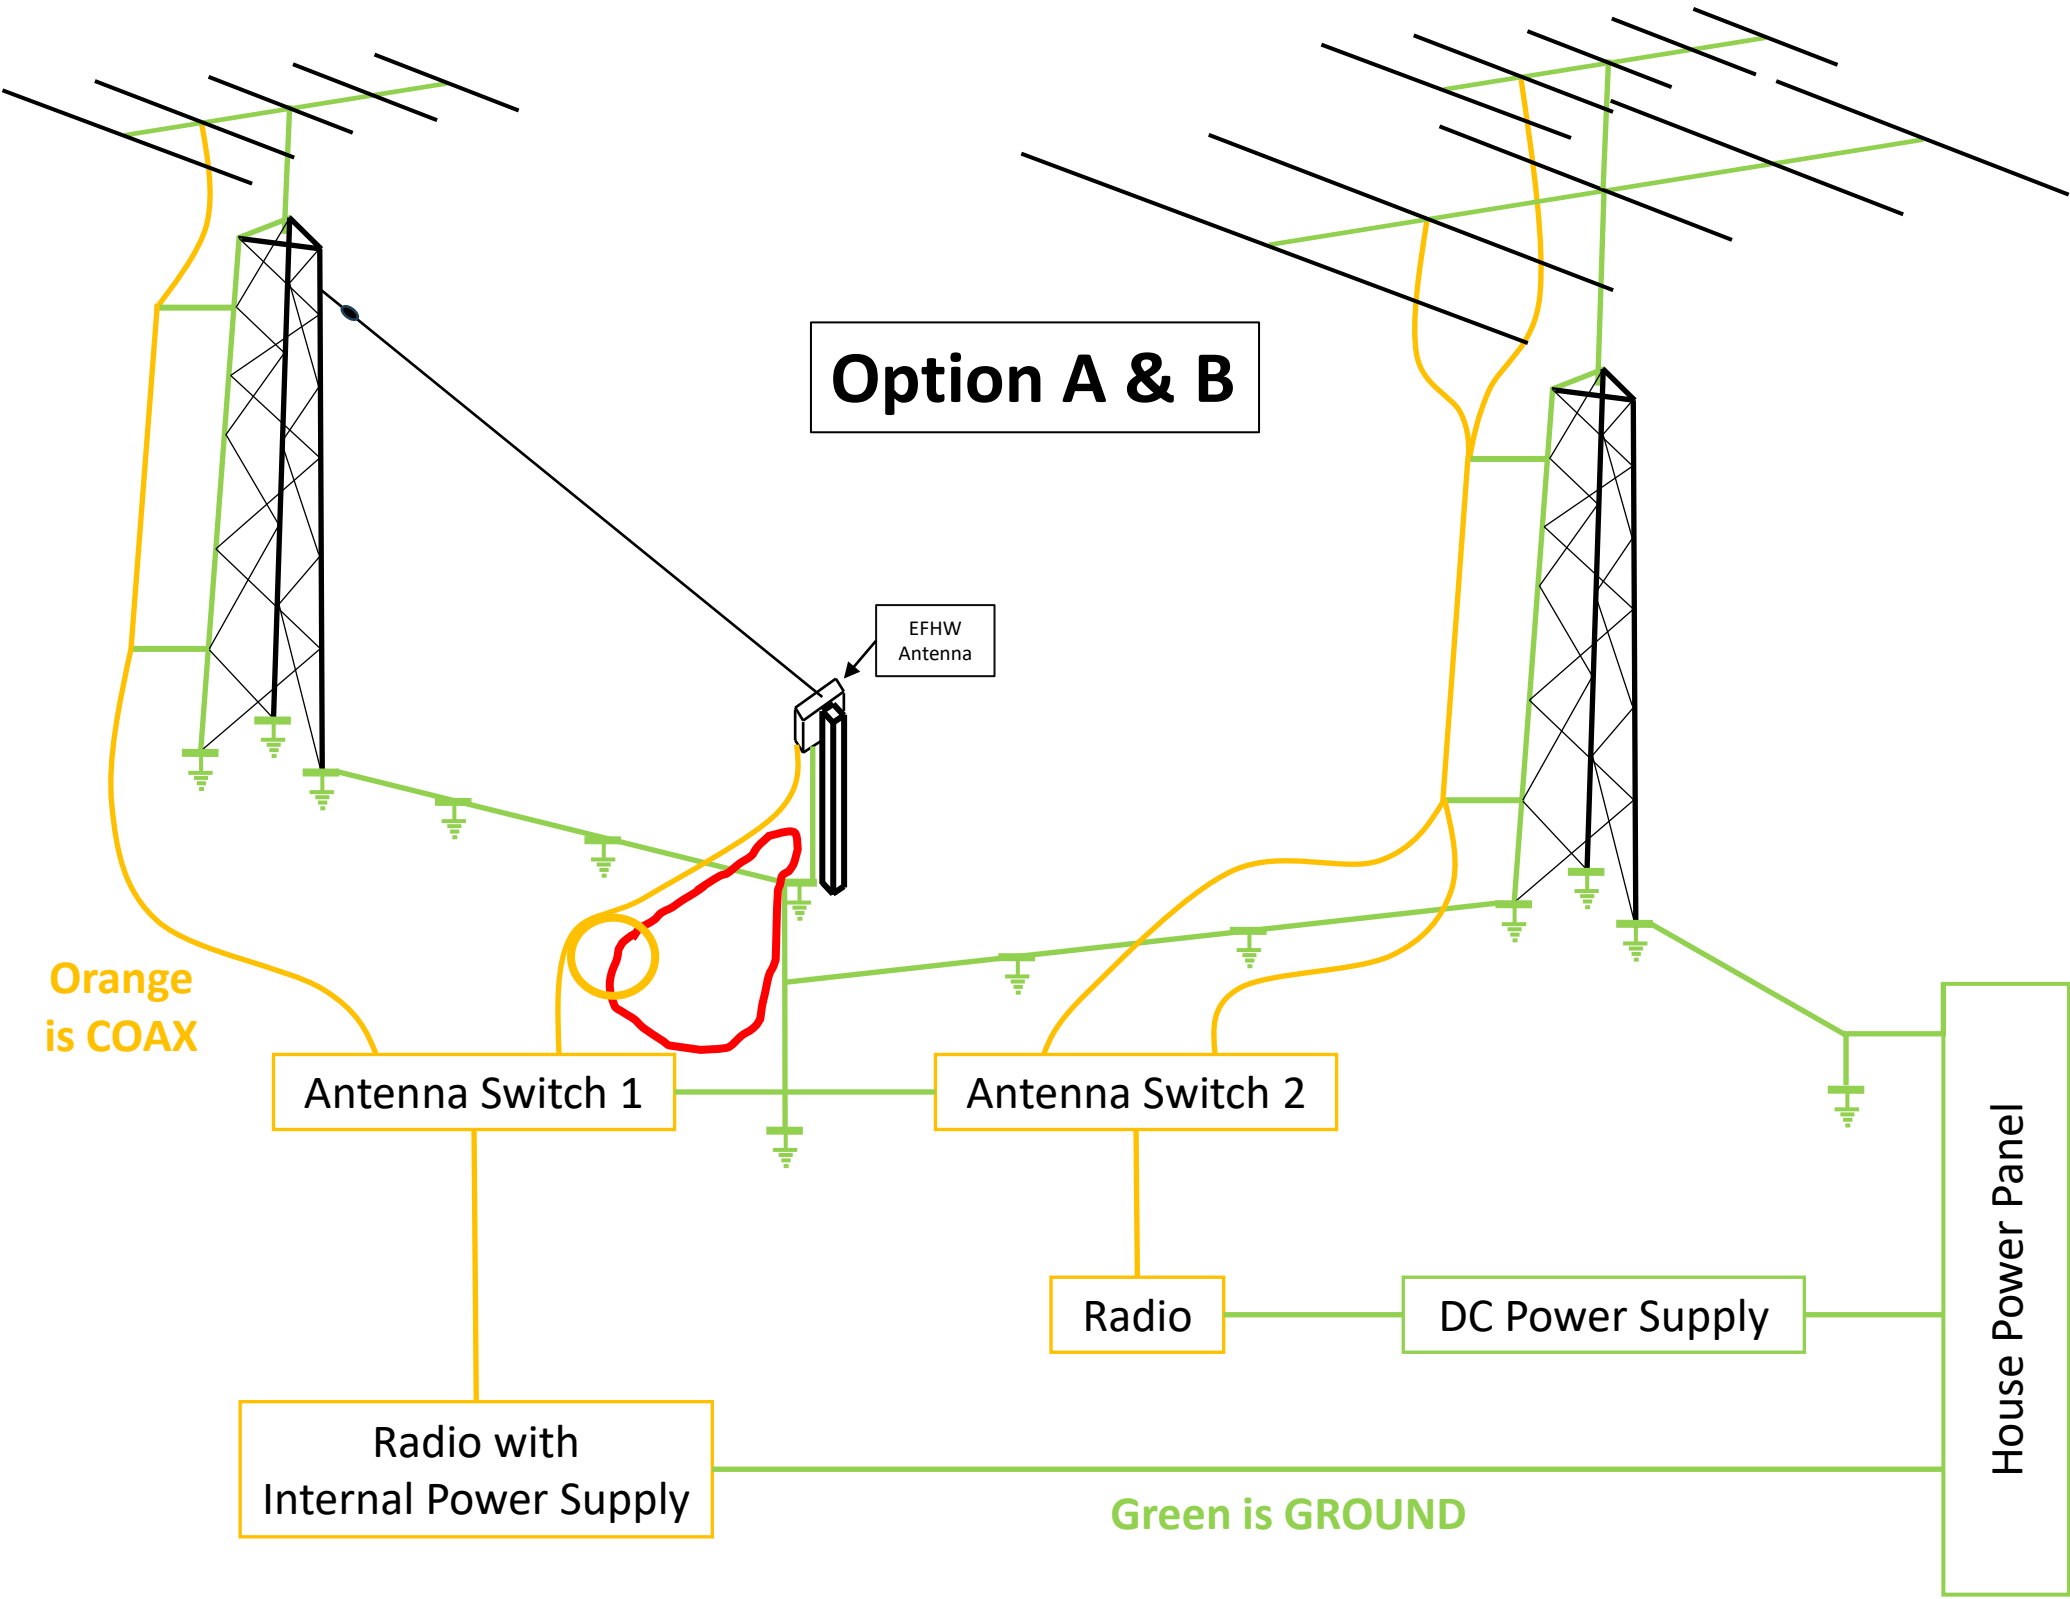 Option A & B
EFHW
Antenna
Orange
is COAX
Antenna Switch 1
Antenna Switch 2
Radio
DC Power Supply
House Power Panel
Radio with
Internal Power Supply
Green is GROUND